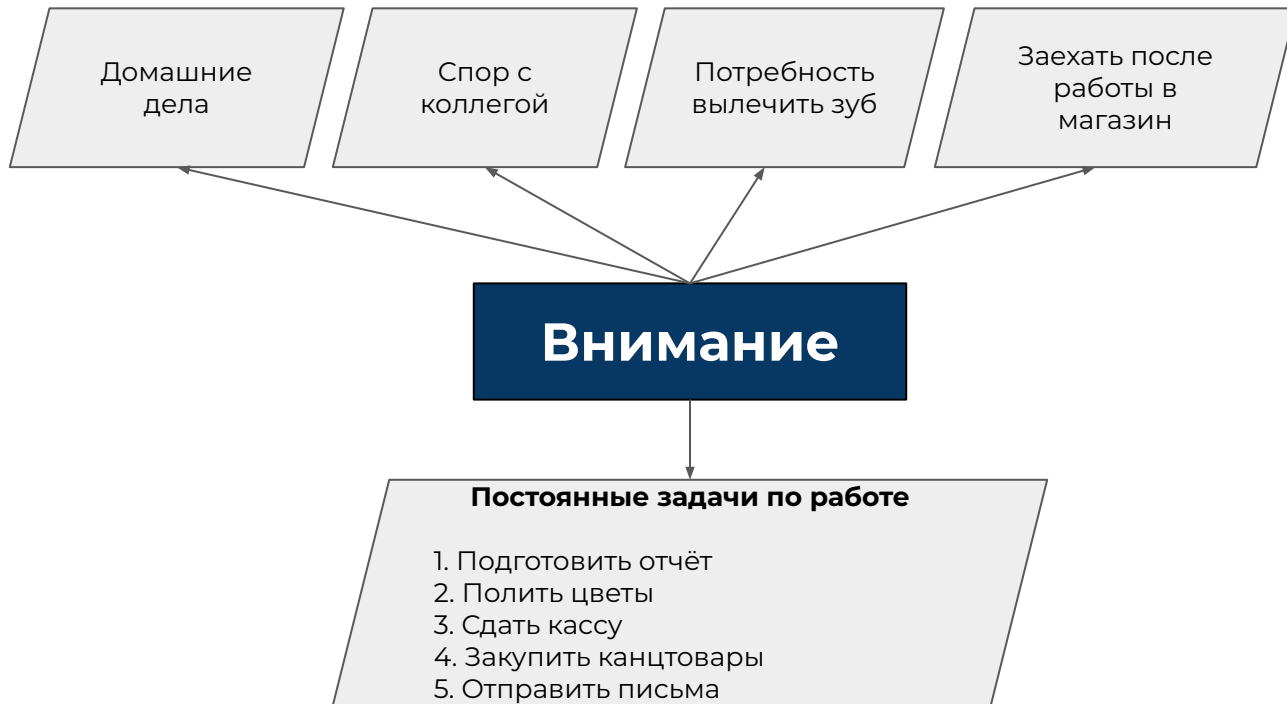 Домашние
дела
Спор с
коллегой
Потребность
вылечить зуб
Заехать после
работы в
магазин
Внимание
Постоянные задачи по работе
1. Подготовить отчёт
2. Полить цветы
3. Сдать кассу
4. Закупить канцтовары
5. Отправить письма